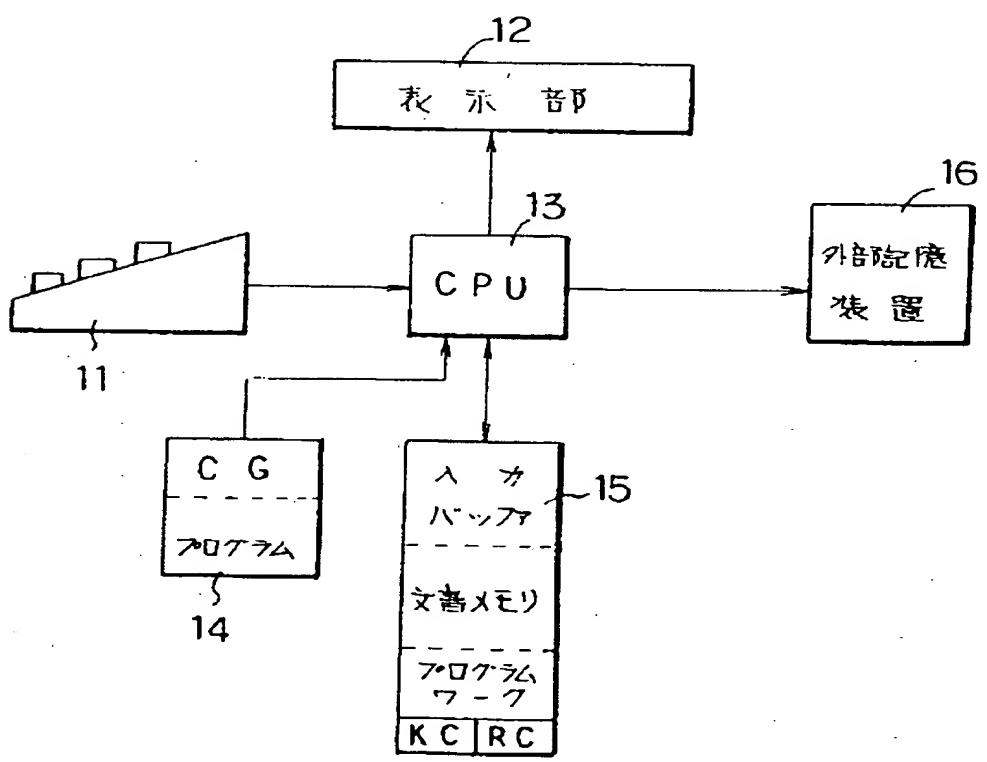 12
表示部
13
CPU
16
外部記憶
装置
11
CG
プログラム
14
入力
バッファ
15
文書メモリ
プログラム
ワーク
KC
RC